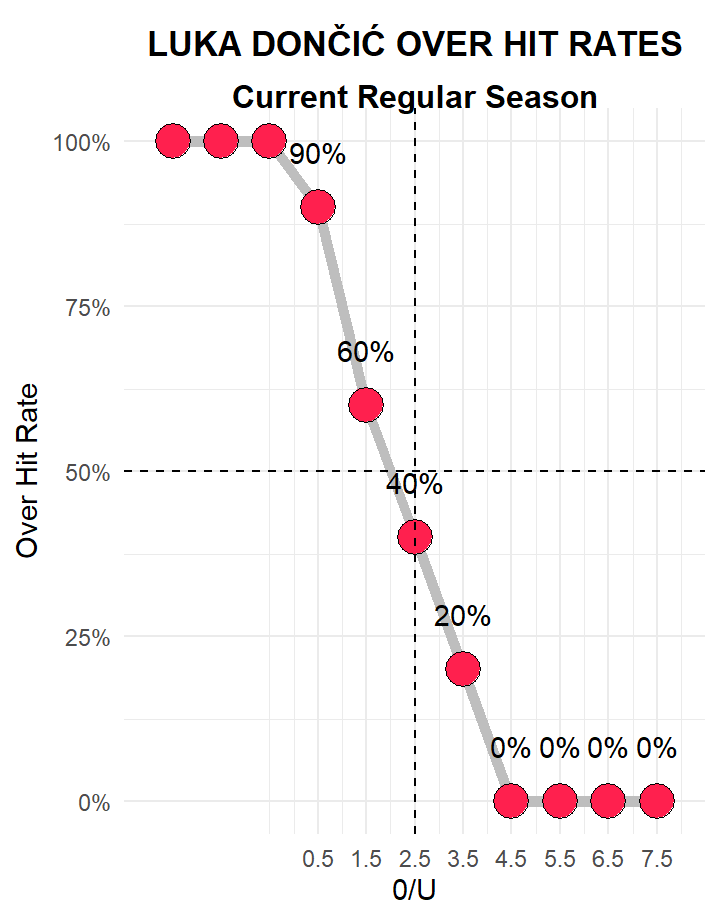 LUKA DONČIĆ OVER HIT RATES
Current Regular Season
100%
90%
75%
60%
50%
40%
25%
20%
0% 0% 0% 0%
0%
Over Hit Rate
0.5 1.5 2.5 3.5 4.5 5.5 6.5 7.5
0/U